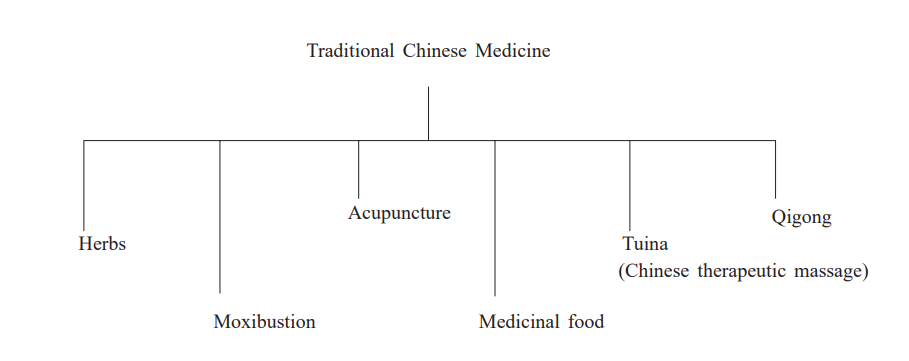 Traditional Chinese Medicine
Acupuncture
Qigong
Herbs
Tuina
(Chinese therapeutic massage)
Moxibustion
Medicinal food